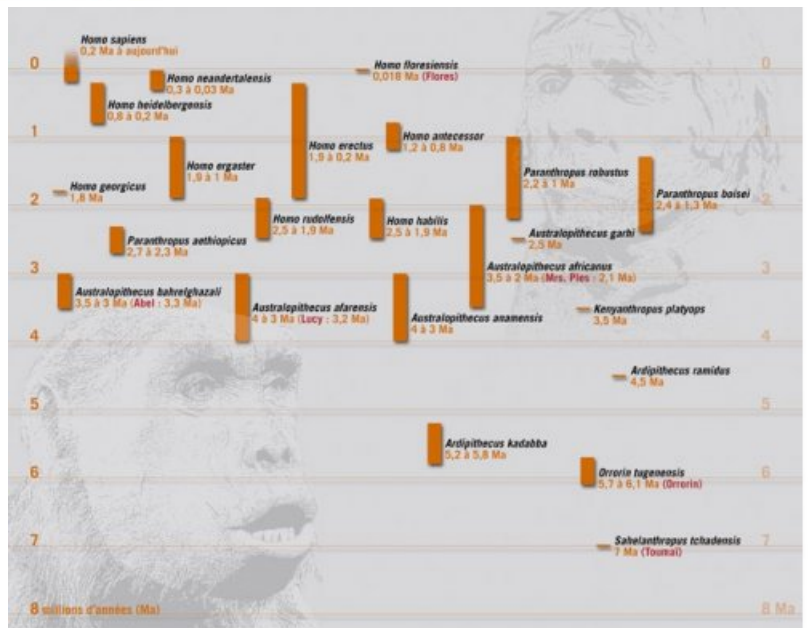 Homo sapiens
0,2 Ma à aujourd'hui
0
0
Homo floresiensis
0,018 Ma (Flores)
Homo neandertalensis
0,3 à 0,03 Ma
Homo heidelbergensis
0,8 à 0,2 Ma
1
1
Homo antecessor
1,2 à 0,8 Ma
Homo erectus
1,9 à 0,2 Ma
Homo ergaster
1,9 à 1 Ma
Paranthropus robustus
2,2 à 1 Ma
Homo georgicus
1,8 Ma
Paranthropus boisei
2,4 à 1,3 Ma
2
2
Homo rudolfensis
2,5 à 1,9 Ma
Homo habilis
2,5 à 1,9 Ma
Australopithecus garhi
2,5 Ma
Paranthropus aethiopicus
2,7 à 2,3 Ma
Australopithecus africanus
3,5 à 2 Ma (Mrs. Ples : 2,1 Ma)
3
3
Australopithecus bahrelghazali
3,5 à 3 Ma (Abel : 3,3 Ma)
Australopithecus afarensis
4 à 3 Ma (Lucy : 3,2 Ma)
Australopithecus anamensis
4 à 3 Ma
Kenyanthropus platyops
3,5 Ma
4
4
Ardipithecus ramidus
4,5 Ma
5
5
Ardipithecus kadabba
5,2 à 5,8 Ma
6
6
Orrorin tugenensis
5,7 à 6,1 Ma (Orrorin)
7
7
Sahelanthropus tchadensis
7 Ma (Toumaï)
8 millions d'années (Ma)
8 Ma